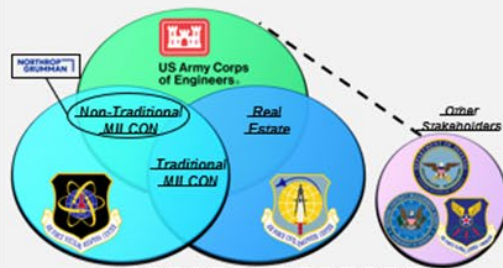 NORTHROP
GRUMMAN
US Army Corps
of Engineers®
Non-Traditional
MILCON
Real
Estate
Other
Stakeholders
Traditional
MILCON